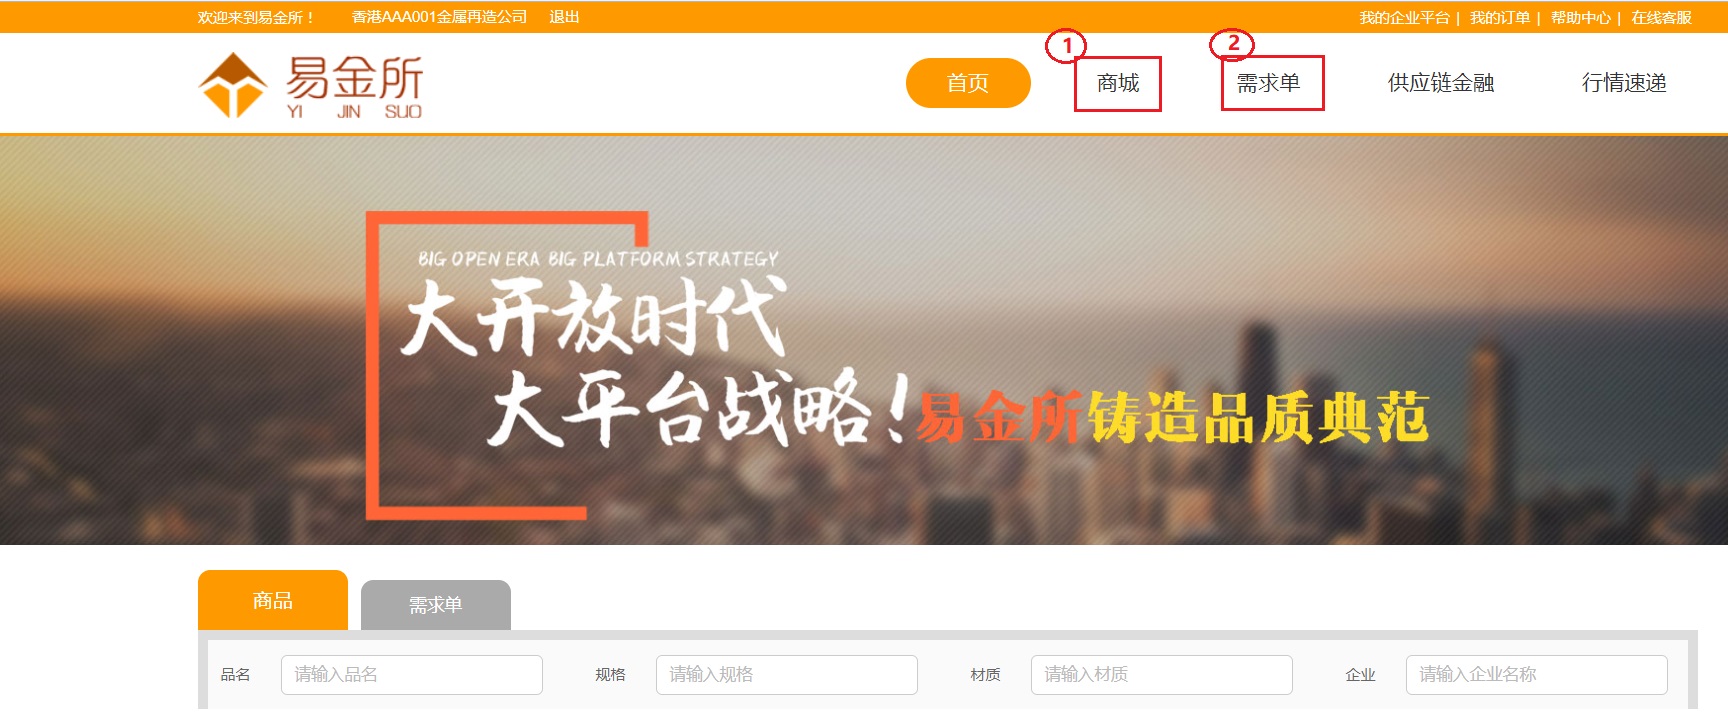 欢迎来到易金所！ 香港AAA001金属再造公司 退出 我的企业平台 | 我的订单 | 帮助中心 | 在线客服
1 2
易金所 首页 商城 需求单 供应链金融 行情速递
YI JIN SUO
BIG OPEN ERA BIG PLATFORM STRATEGY
大开放时代
大平台战略！易金所铸造品质典范
商品 需求单
品名 请输入品名 规格 请输入规格 材质 请输入材质 企业 请输入企业名称